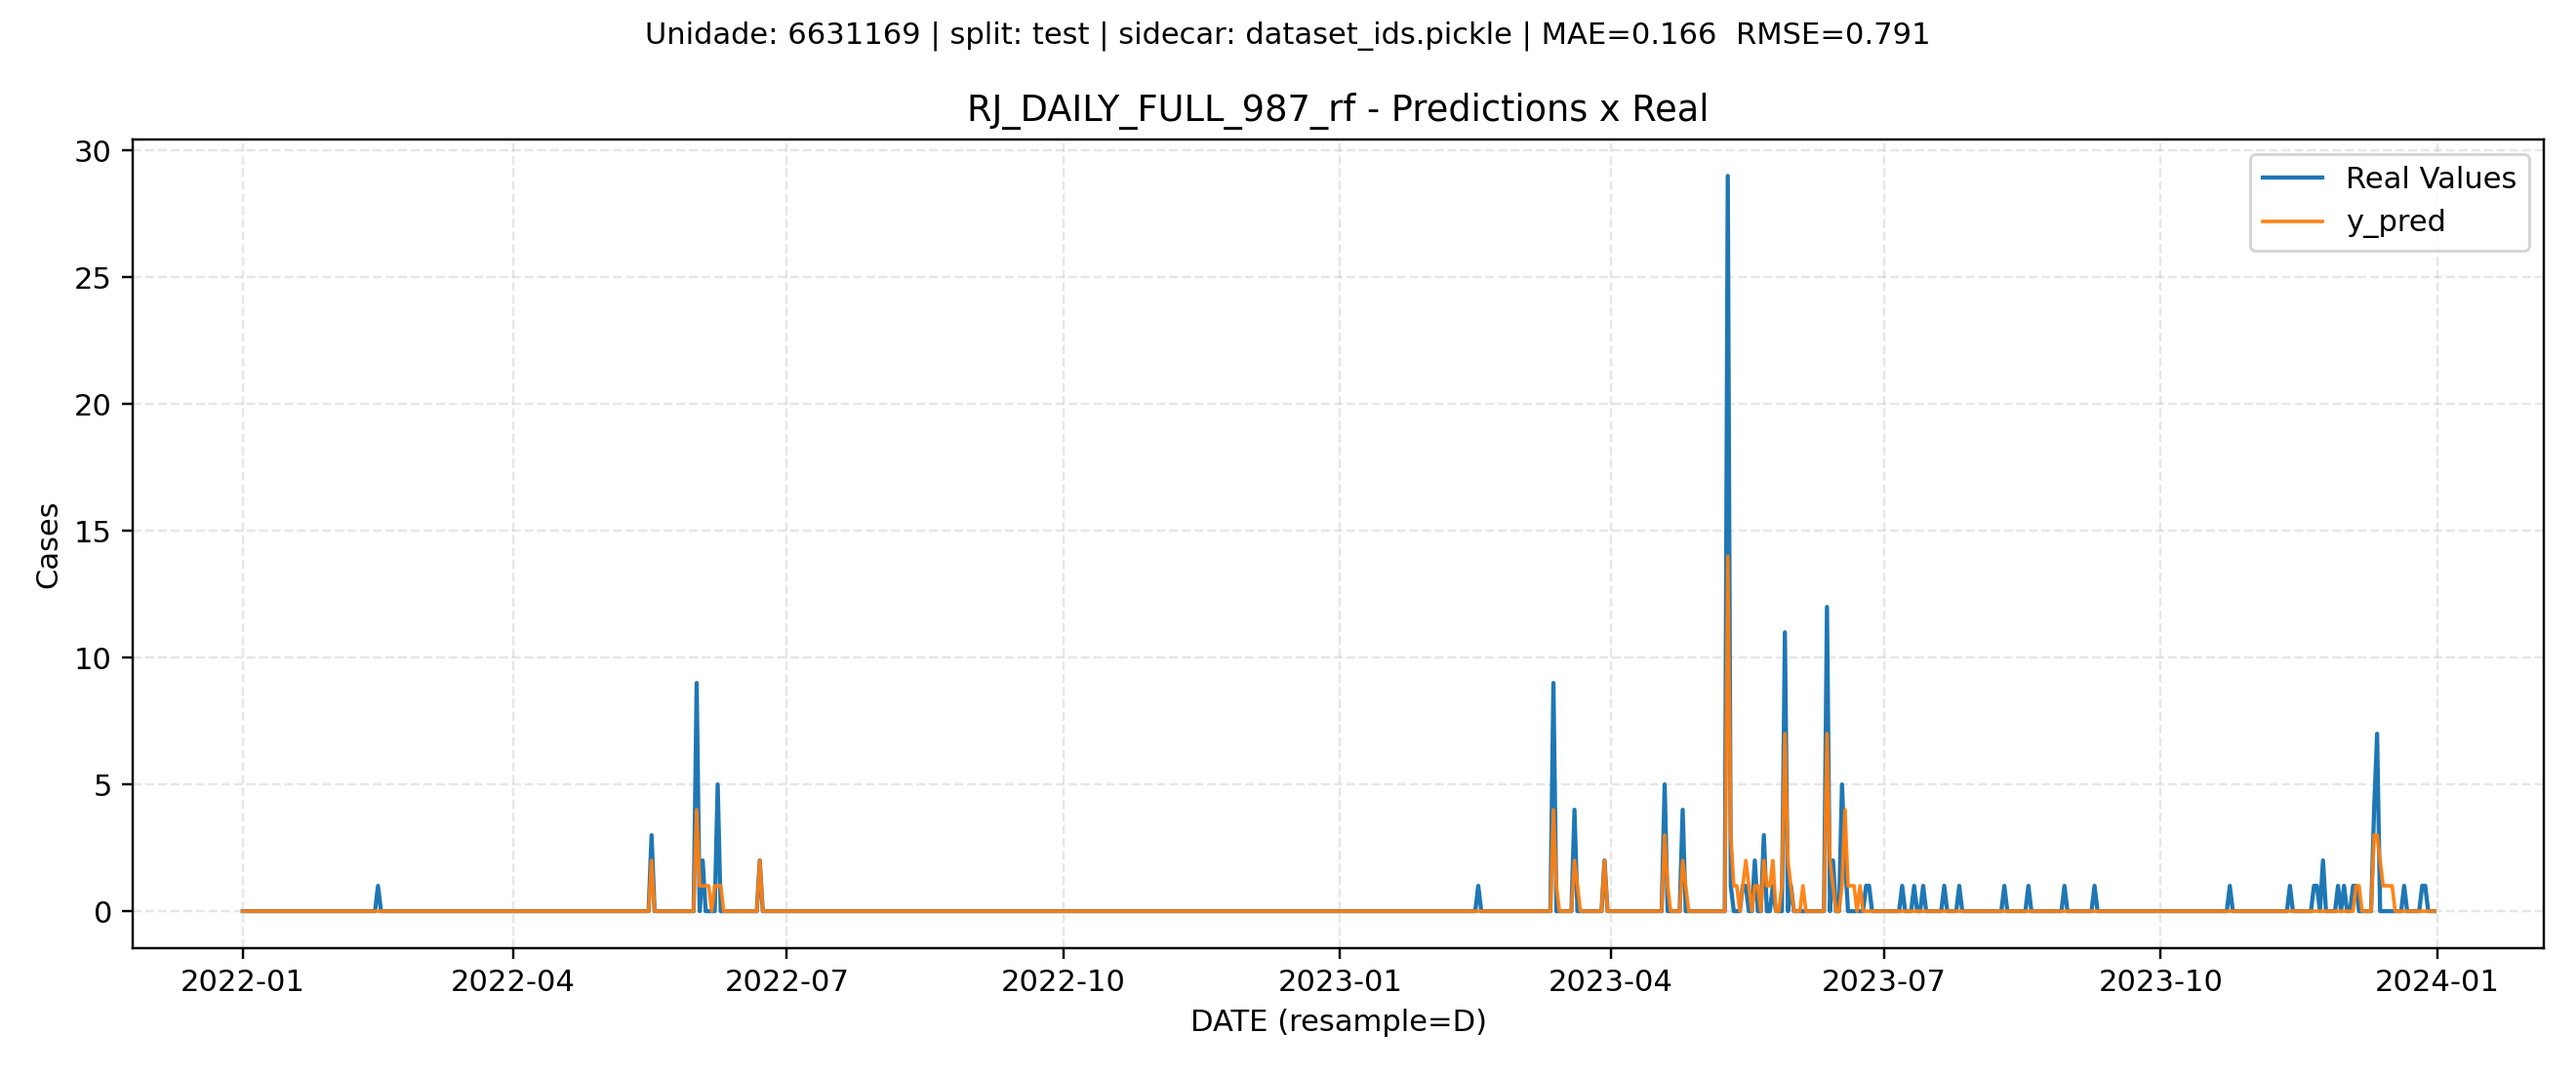 Unidade: 6631169 | split: test | sidecar: dataset_ids.pickle | MAE=0.166  RMSE=0.791
RJ_DAILY_FULL_987_rf - Predictions x Real
30
25
20
15
10
5
0
Cases
Real Values
y_pred
2022-01
2022-04
2022-07
2022-10
2023-01
2023-04
2023-07
2023-10
2024-01
DATE (resample=D)